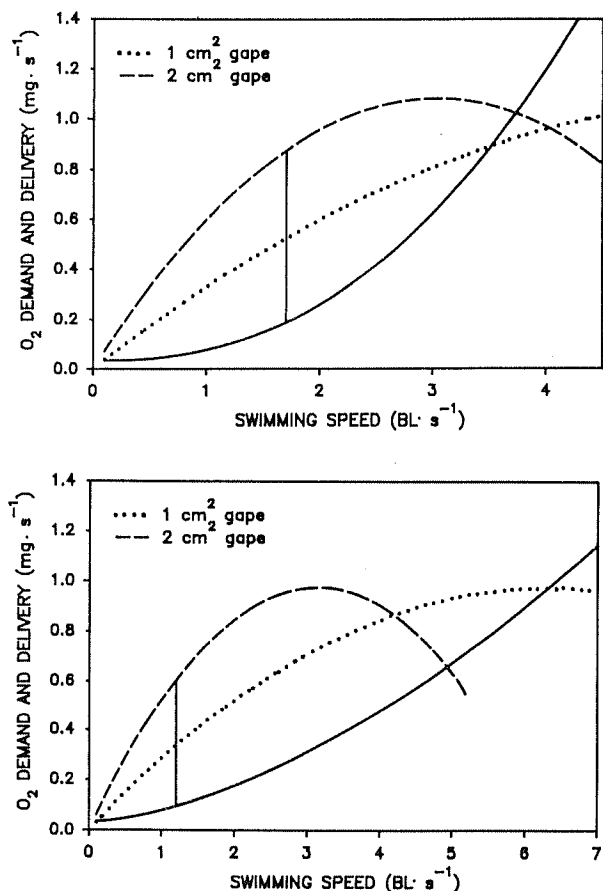 1.4
1.2
1.0
0.8
0.6
0.4
0.2
0.0
O₂ DEMAND AND DELIVERY (mg· s⁻¹)
1 cm² gape
2 cm² gape
0 1 2 3 4
SWIMMING SPEED (BL· s⁻¹)
1.4
1.2
1.0
0.8
0.6
0.4
0.2
0.0
O₂ DEMAND AND DELIVERY (mg· s⁻¹)
1 cm² gape
2 cm² gape
0 1 2 3 4 5 6 7
SWIMMING SPEED (BL· s⁻¹)